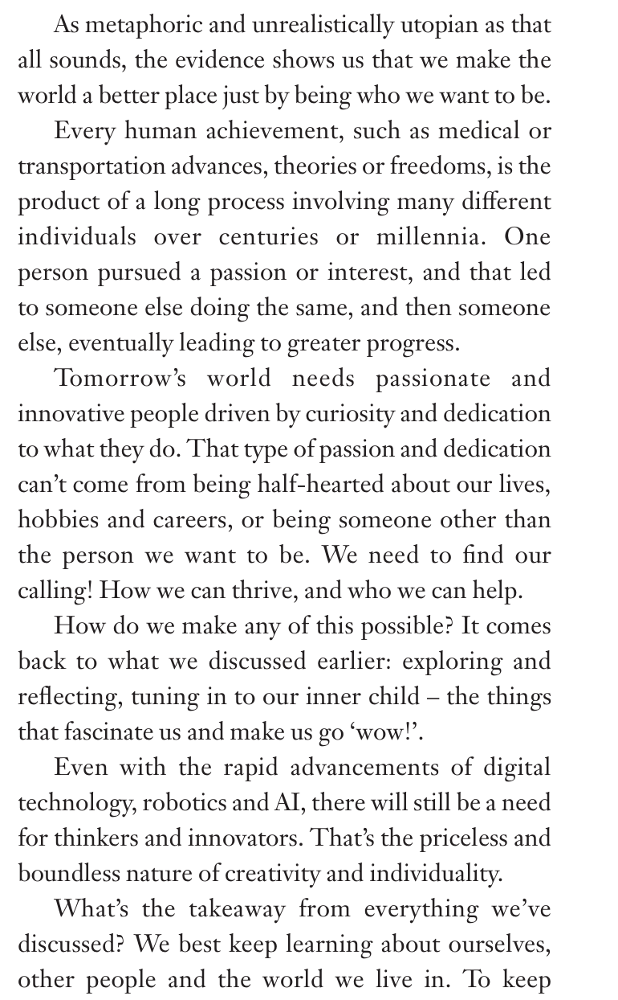 As metaphoric and unrealistically utopian as that
all sounds, the evidence shows us that we make the
world a better place just by being who we want to be.
Every human achievement, such as medical or
transportation advances, theories or freedoms, is the
product of a long process involving many different
individuals over centuries or millennia. One
person pursued a passion or interest, and that led
to someone else doing the same, and then someone
else, eventually leading to greater progress.
Tomorrow’s world needs passionate and
innovative people driven by curiosity and dedication
to what they do. That type of passion and dedication
can’t come from being half-hearted about our lives,
hobbies and careers, or being someone other than
the person we want to be. We need to find our
calling! How we can thrive, and who we can help.
How do we make any of this possible? It comes
back to what we discussed earlier: exploring and
reflecting, tuning in to our inner child – the things
that fascinate us and make us go ‘wow!’.
Even with the rapid advancements of digital
technology, robotics and AI, there will still be a need
for thinkers and innovators. That’s the priceless and
boundless nature of creativity and individuality.
What’s the takeaway from everything we’ve
discussed? We best keep learning about ourselves,
other people and the world we live in. To keep